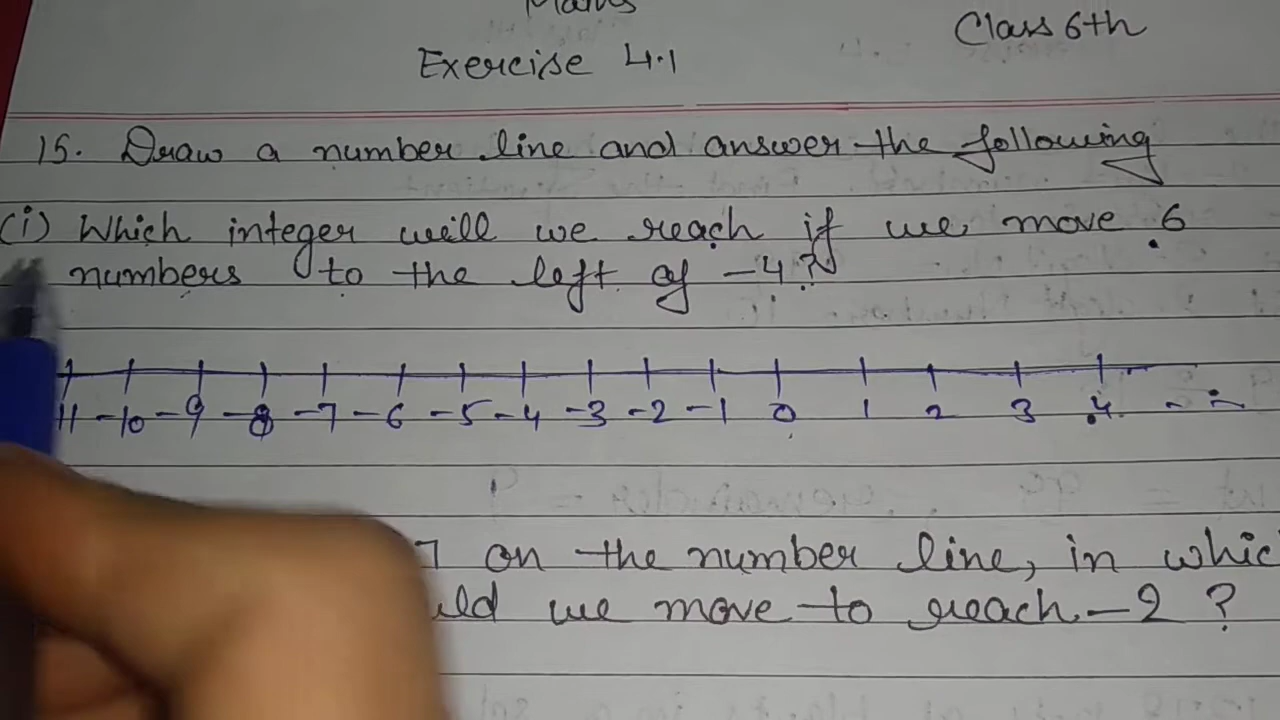 Maths
Class 6th
Exercise 4.1
15. Draw a number line and answer the following
(i) Which integer will we reach if we move 6
numbers to the left of -4?
11 -10 -9 -8 -7 -6 -5 -4 -3 -2 -1 0 1 2 3 4
7 on the number line, in
we move to reach -2 ?